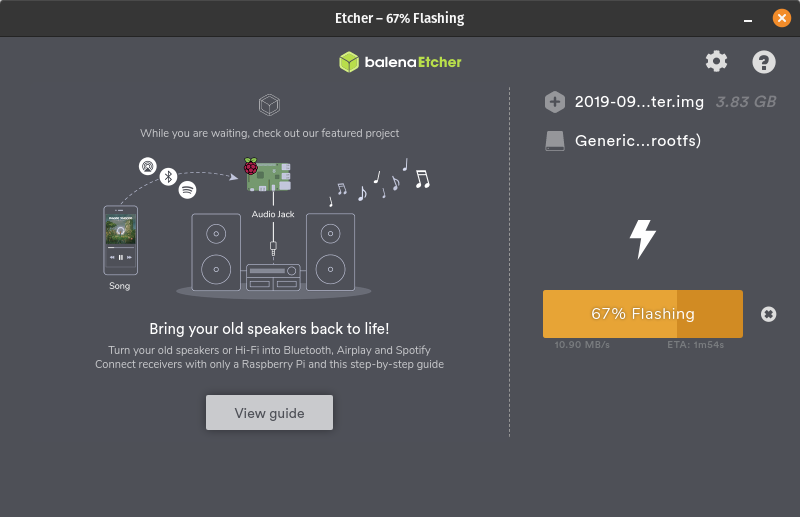 Etcher – 67% Flashing
balenaEtcher
While you are waiting, check out our featured project
Audio Jack
Song
Bring your old speakers back to life!
Turn your old speakers or Hi-Fi into Bluetooth, Airplay and Spotify
Connect receivers with only a Raspberry Pi and this step-by-step guide
View guide
2019-09...ter.img 3.83 GB
Generic...rootfs)
67% Flashing
10.90 MB/s ETA: 1m54s